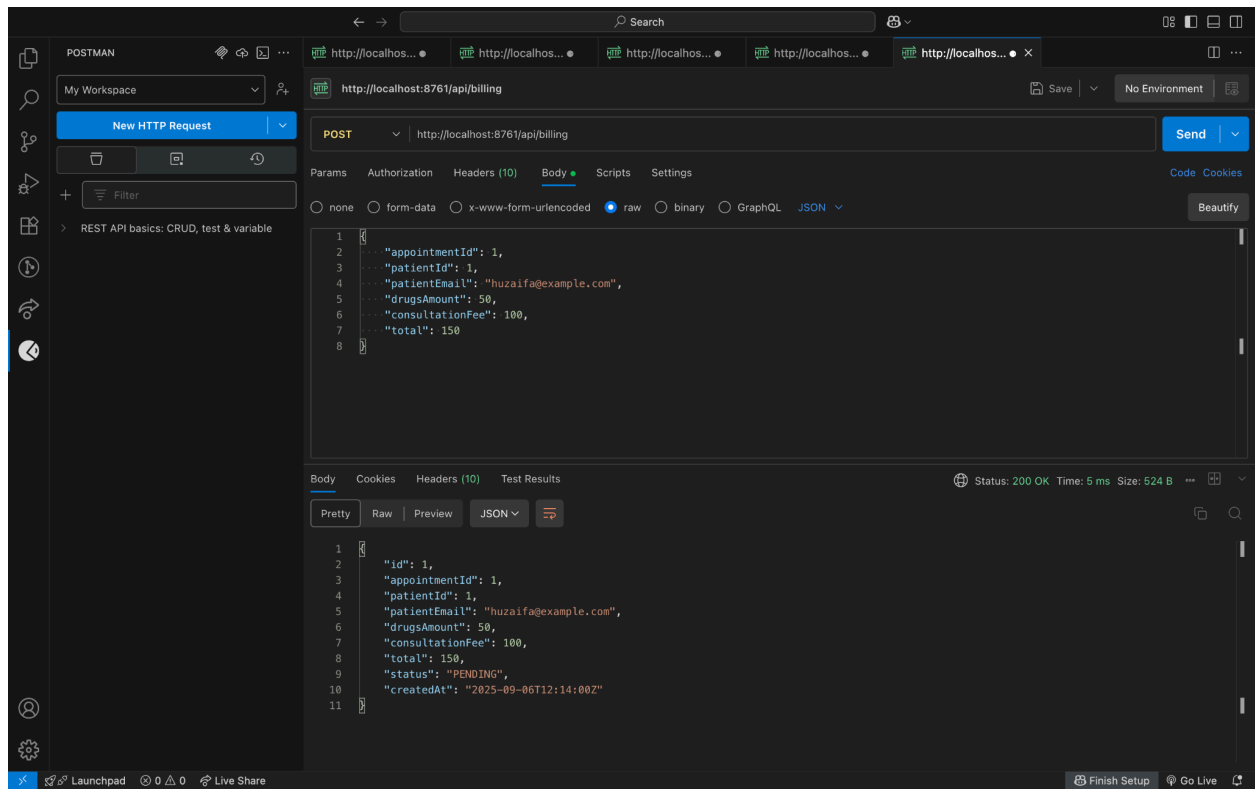 Search
POSTMAN
http://localhos...
http://localhos...
http://localhos...
http://localhos...
http://localhos...
My Workspace
HTTP http://localhost:8761/api/billing
Save
No Environment
New HTTP Request
POST http://localhost:8761/api/billing
Send
Filter
REST API basics: CRUD, test & variable
Params Authorization Headers (10) Body Scripts Settings
Code Cookies
none form-data x-www-form-urlencoded raw binary GraphQL JSON
Beautify
1 {
2 "appointmentId": 1,
3 "patientId": 1,
4 "patientEmail": "huzaifa@example.com",
5 "drugsAmount": 50,
6 "consultationFee": 100,
7 "total": 150
8 }
Body Cookies Headers (10) Test Results
Status: 200 OK Time: 5 ms Size: 524 B
Pretty Raw Preview JSON
1 {
2 "id": 1,
3 "appointmentId": 1,
4 "patientId": 1,
5 "patientEmail": "huzaifa@example.com",
6 "drugsAmount": 50,
7 "consultationFee": 100,
8 "total": 150,
9 "status": "PENDING",
10 "createdAt": "2025-09-06T12:14:00Z"
11 }
Launchpad 0 0 Live Share
Finish Setup Go Live